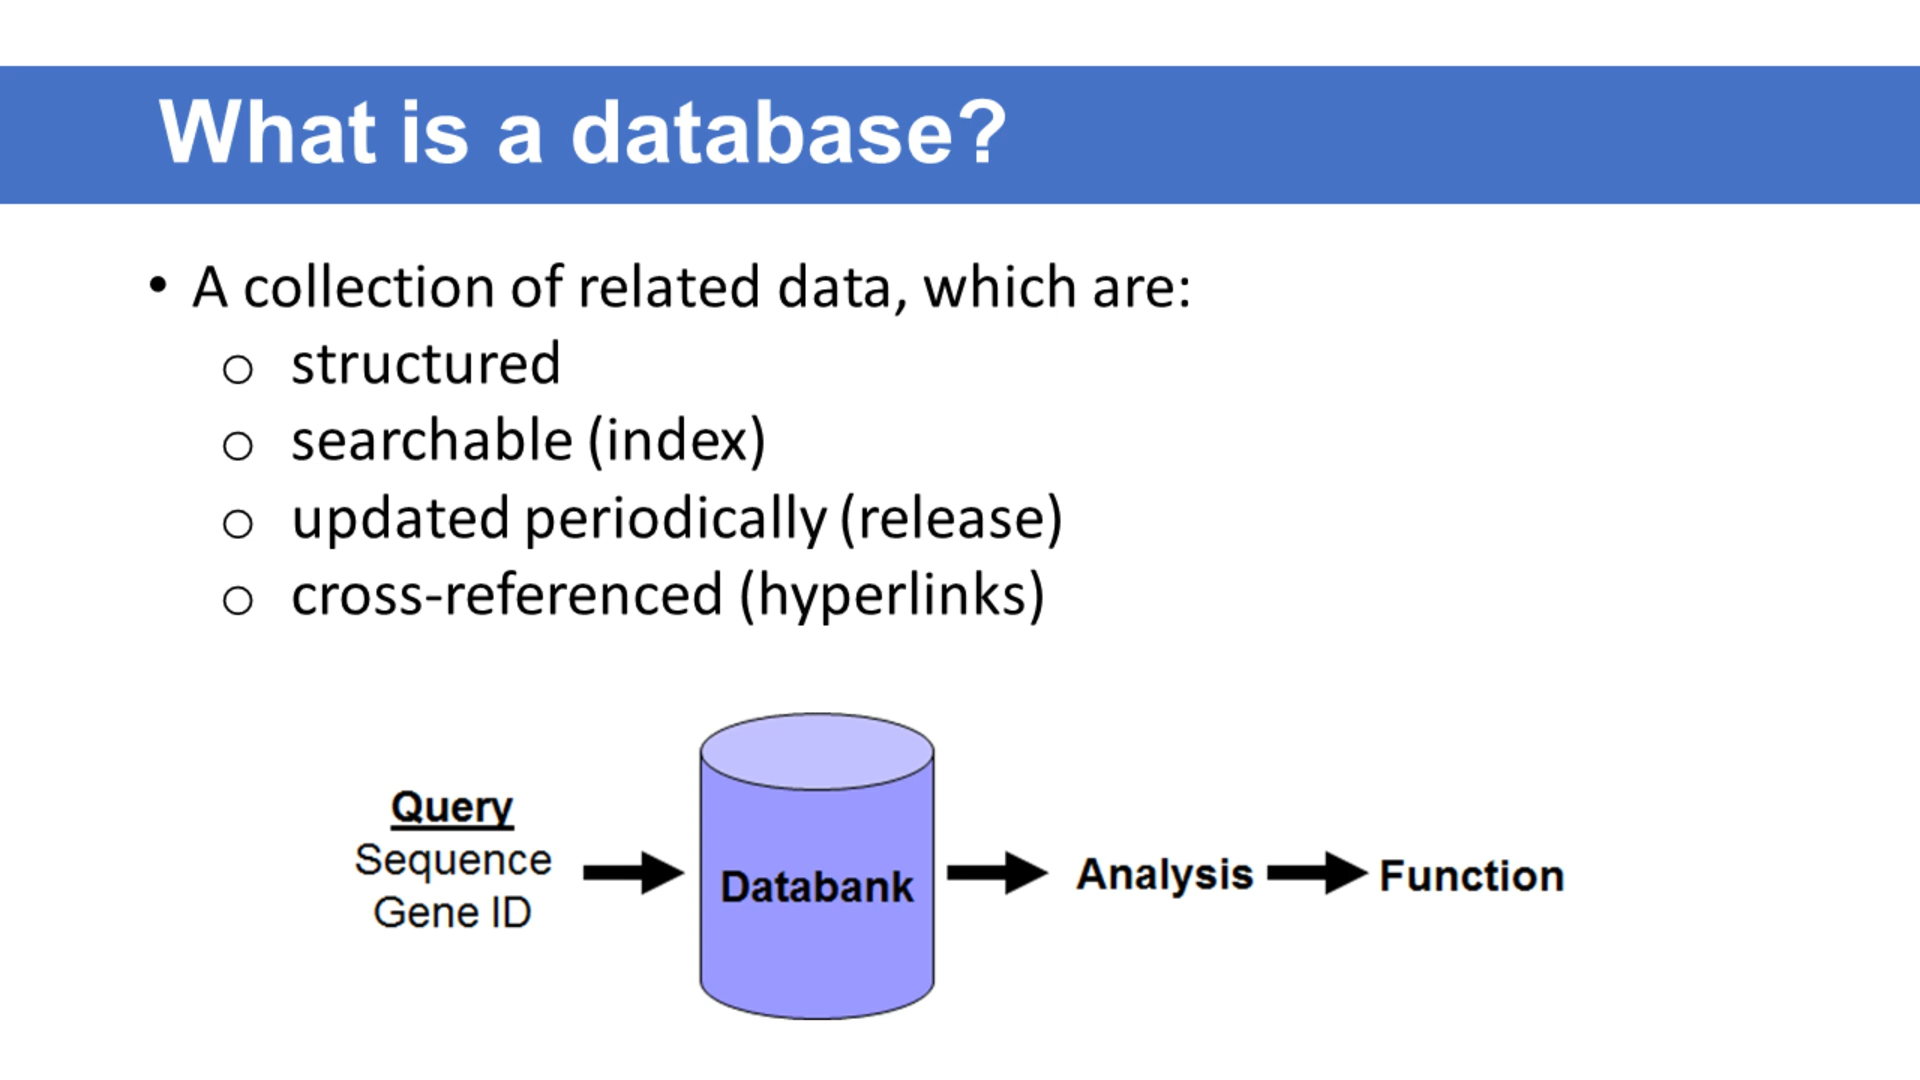 What is a database?
• A collection of related data, which are:
o structured
o searchable (index)
o updated periodically (release)
o cross-referenced (hyperlinks)
Query
Sequence
Gene ID
Databank
Analysis
Function